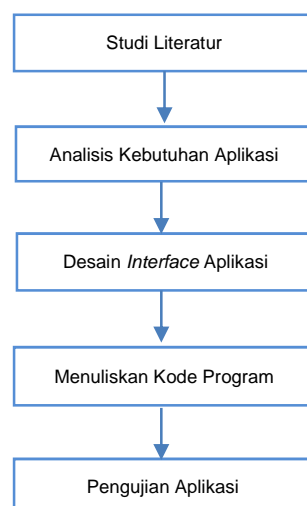 Studi Literatur
Analisis Kebutuhan Aplikasi
Desain Interface Aplikasi
Menuliskan Kode Program
Pengujian Aplikasi